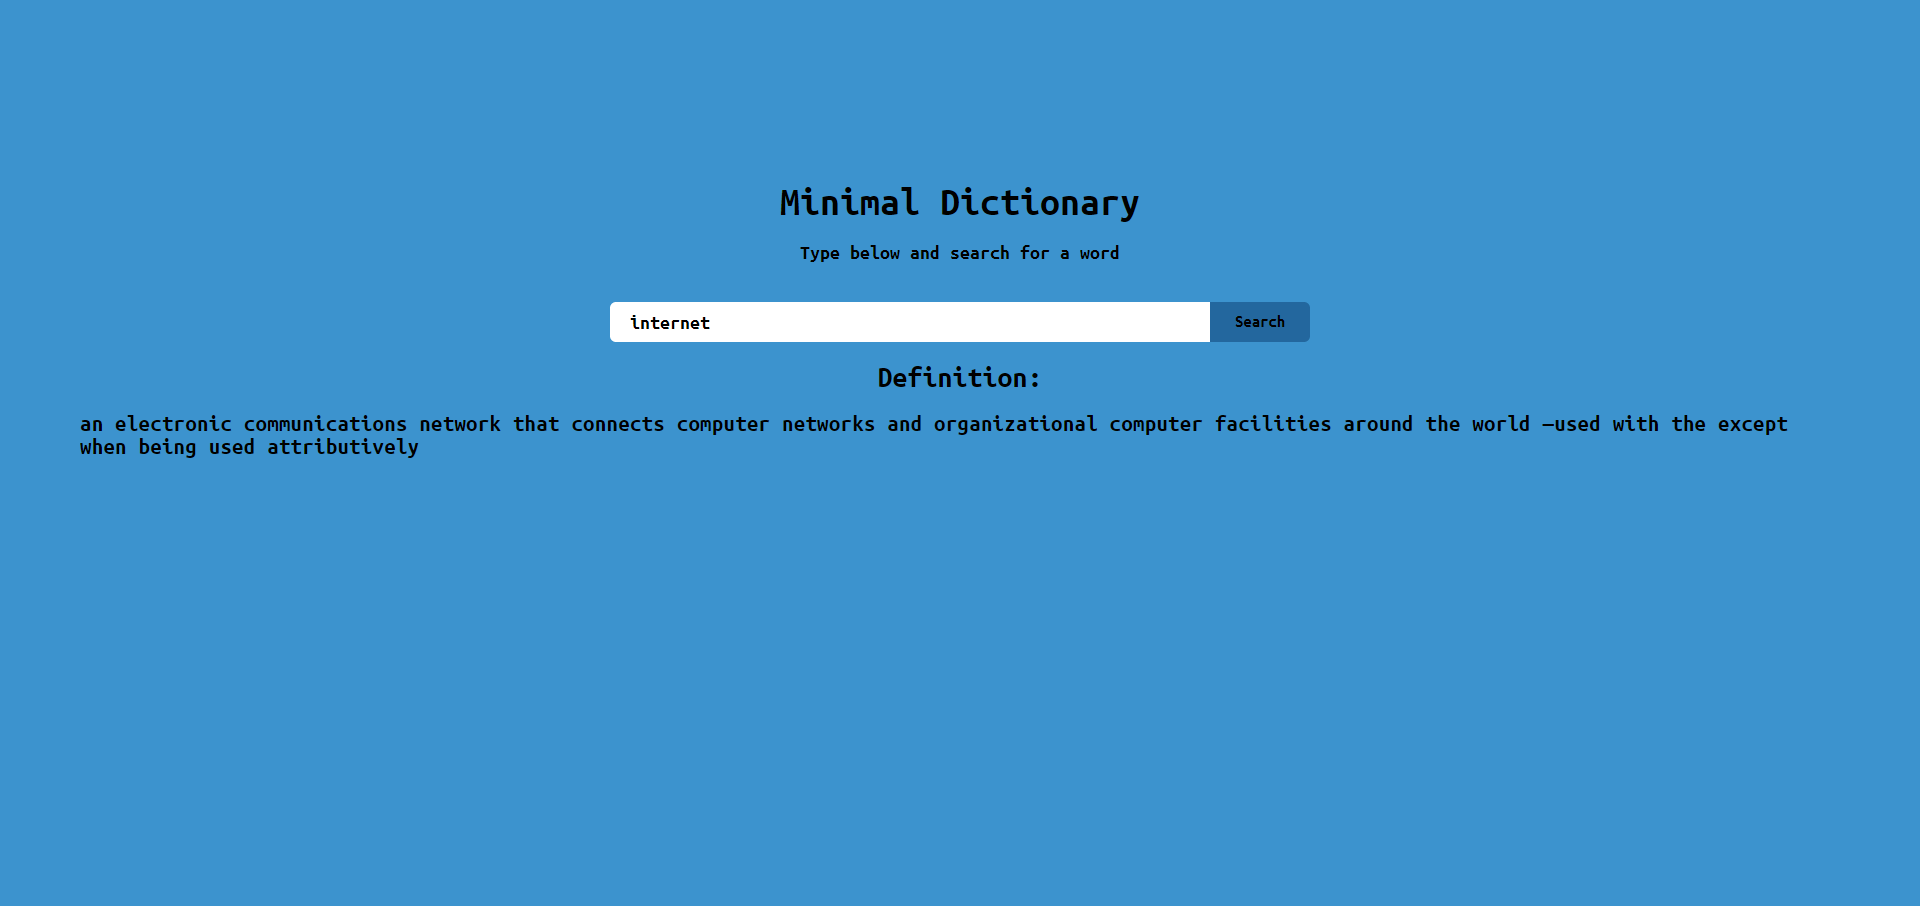 Minimal Dictionary
Type below and search for a word
internet
Search
Definition:
an electronic communications network that connects computer networks and organizational computer facilities around the world —used with the except
when being used attributively